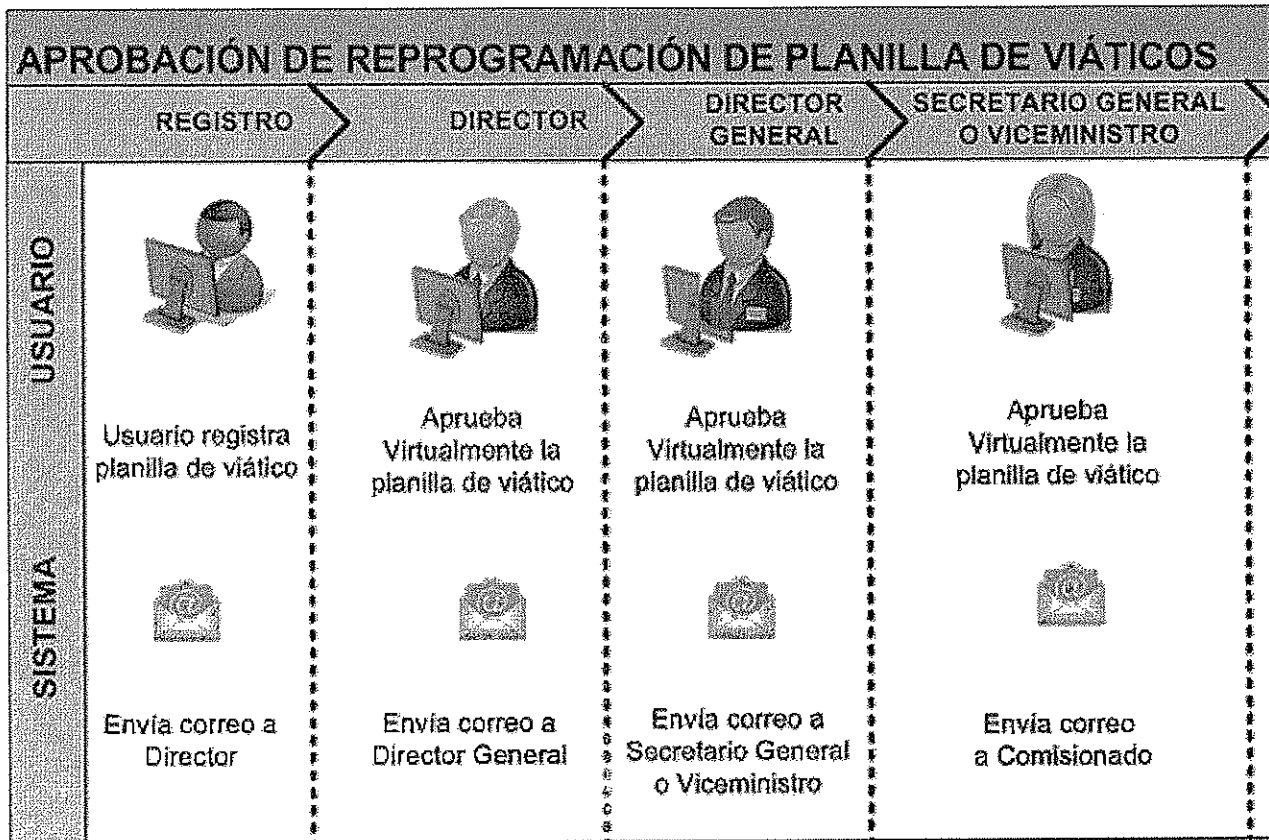 APROBACIÓN DE REPROGRAMACIÓN DE PLANILLA DE VIÁTICOS
REGISTRO
DIRECTOR
DIRECTOR
GENERAL
SECRETARIO GENERAL
O VICEMINISTRO
USUARIO
Usuario registra
planilla de viático
Aprueba
Virtualmente la
planilla de viático
Aprueba
Virtualmente la
planilla de viático
Aprueba
Virtualmente la
planilla de viático
SISTEMA
@
@
@
@
Envía correo a
Director
Envía correo a
Director General
Envía correo a
Secretario General
o Viceministro
Envía correo
a Comisionado